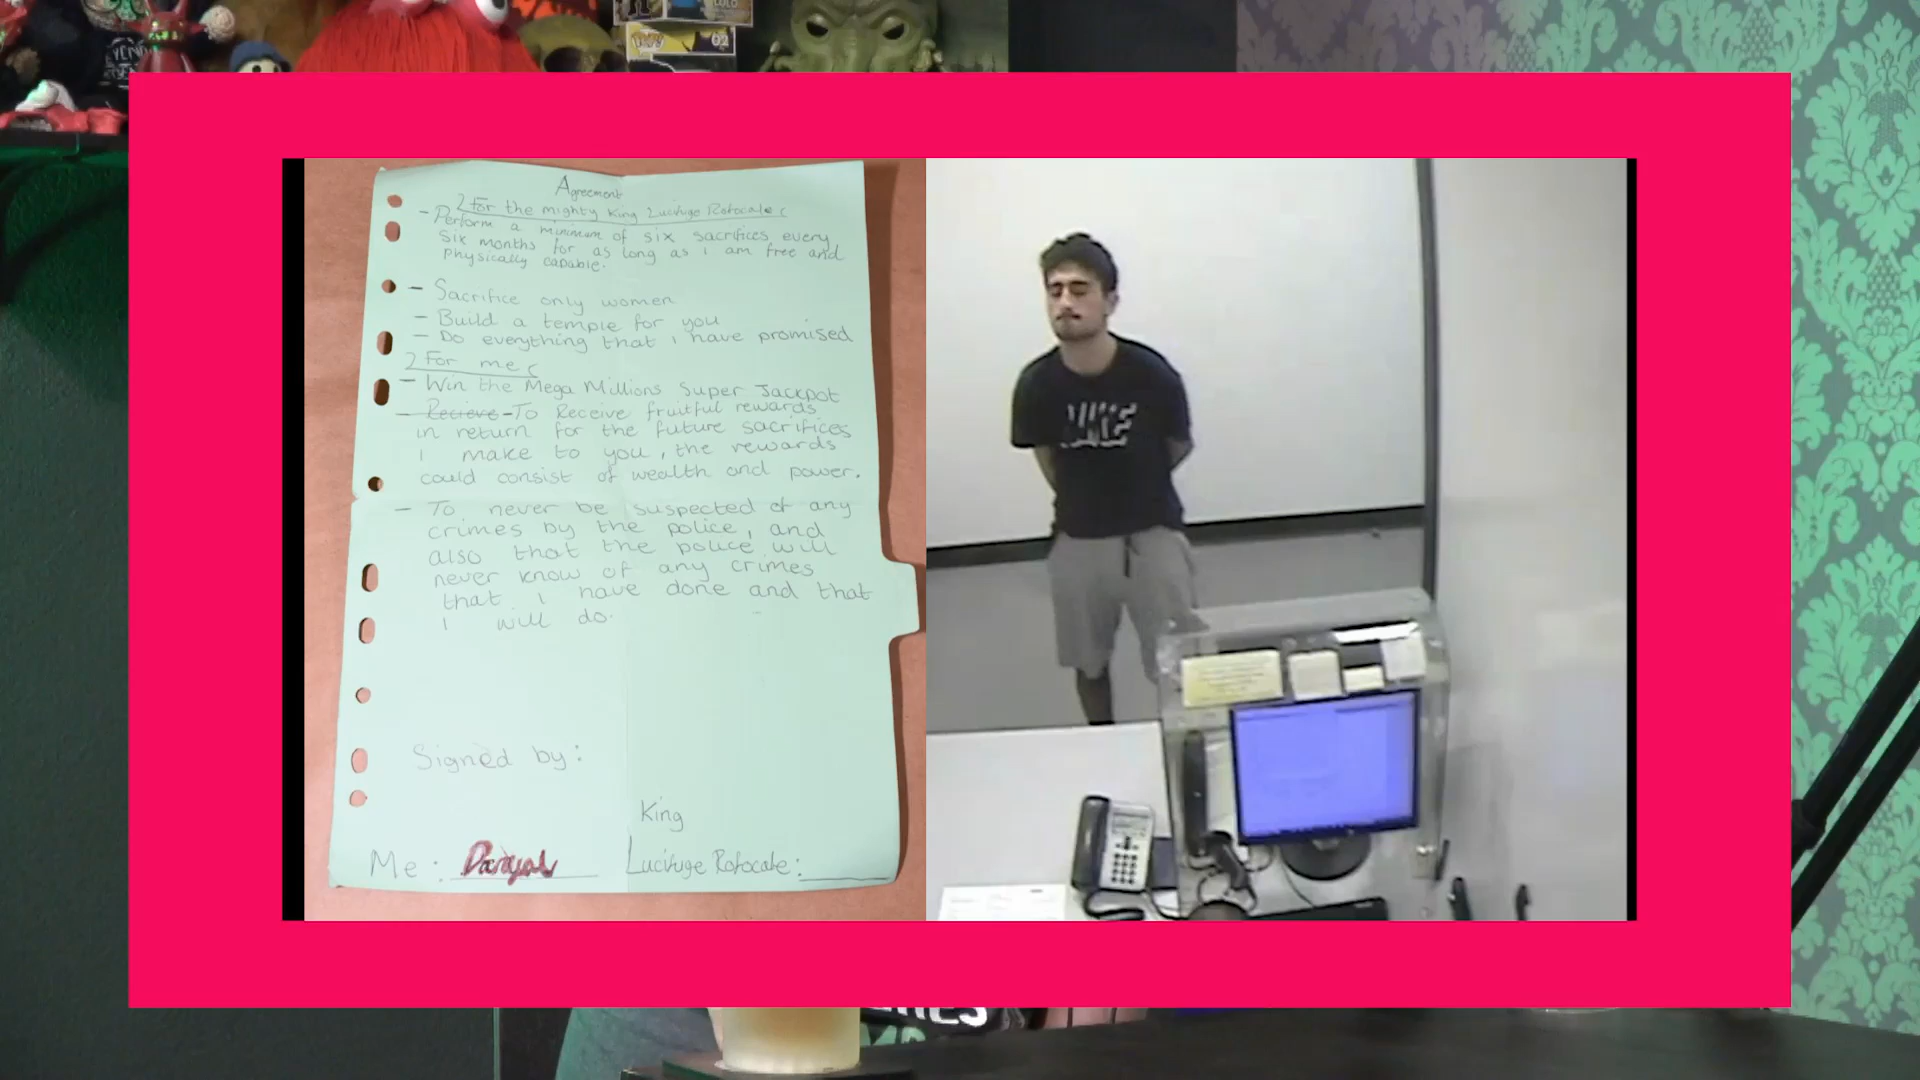 Agreement
For the mighty King Lucifuge Rofocale
- Perform a minimum of six sacrifices every
six months for as long as i am free and
physically capable.
- Sacrifice only women
- Build a temple for you
- Do everything that i have promised
For me
- Win the Mega Millions Super Jackpot
- Recieve - To Receive fruitful rewards
in return for the future sacrifices
i make to you, the rewards
could consist of wealth and power.
- To never be suspected of any
crimes by the police, and
also that the police will
never know of any crimes
that i have done and that
i will do.
Signed by:
King
Me: Danyal
Lucifuge Rofocale:
NIKE
62